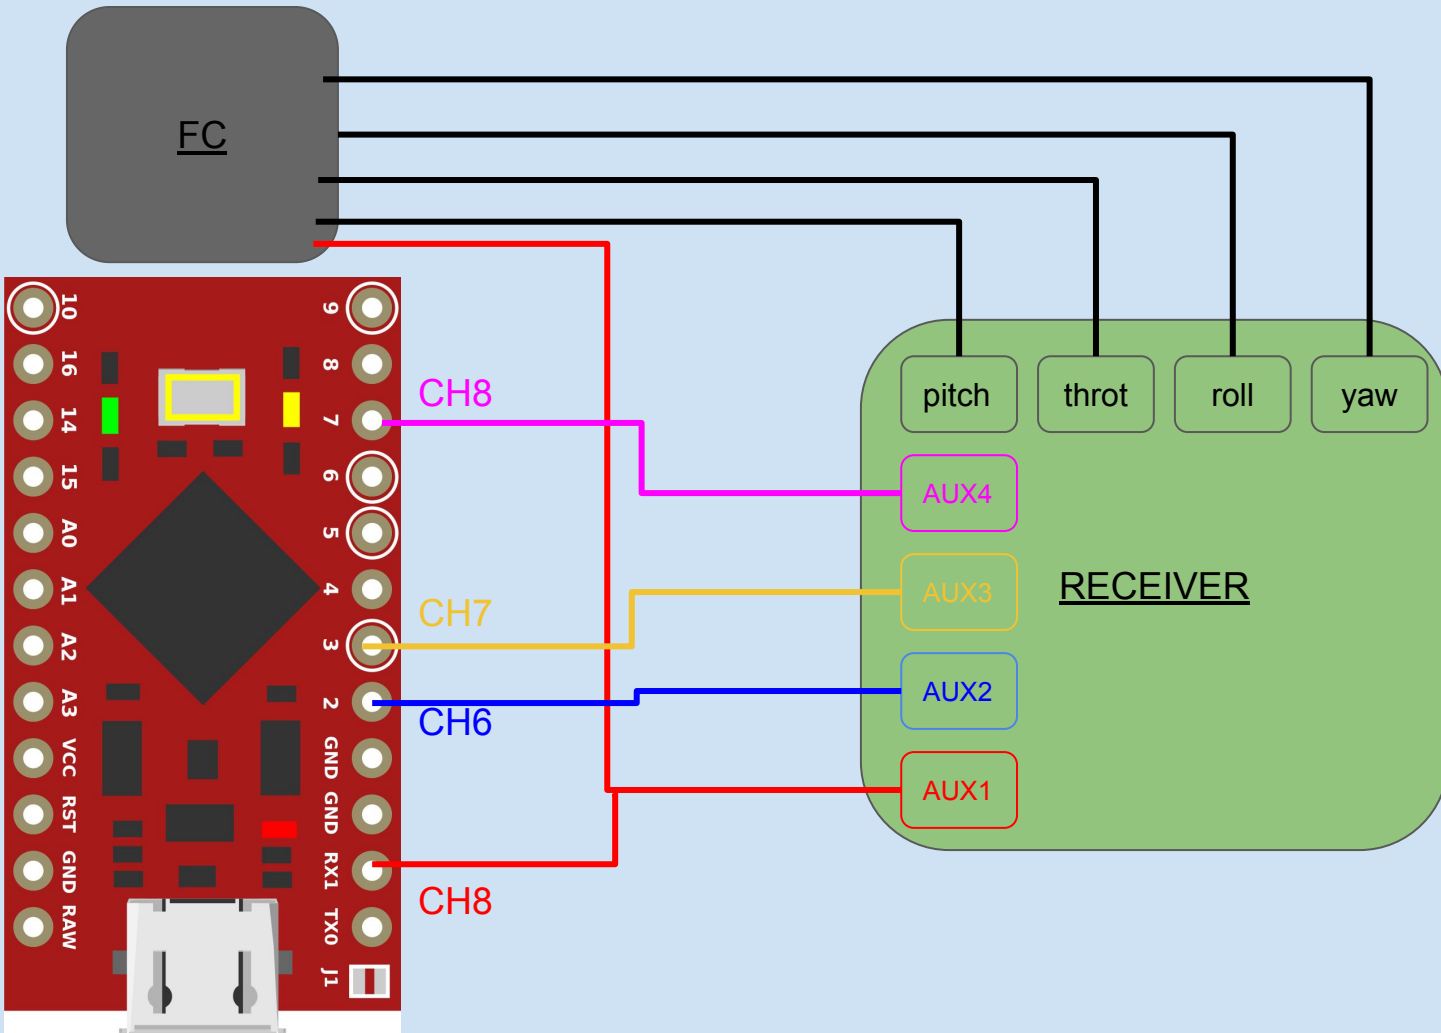 FC
10
16
14
15
A0
A1
A2
A3
VCC
RST
GND
RAW
9
8
7
6
5
4
3
2
GND
GND
RX1
TX0
J1
CH8
CH7
CH6
CH8
pitch throt roll yaw
AUX4
AUX3
AUX2
AUX1
RECEIVER